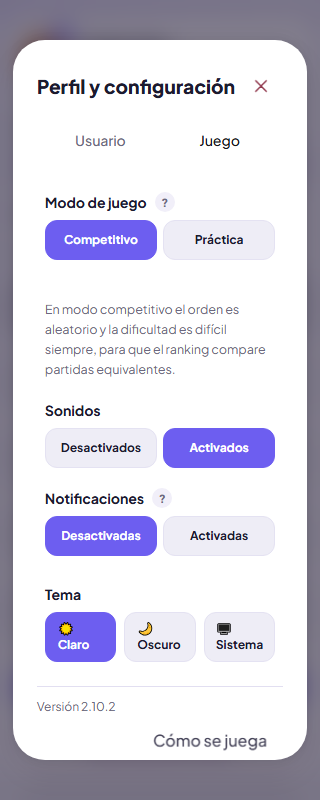 Perfil y configuración
Usuario Juego
Modo de juego ?
Competitivo Práctica
En modo competitivo el orden es
aleatorio y la dificultad es difícil
siempre, para que el ranking compare
partidas equivalentes.
Sonidos
Desactivados Activados
Notificaciones ?
Desactivadas Activadas
Tema
Claro Oscuro Sistema
Versión 2.10.2
Cómo se juega